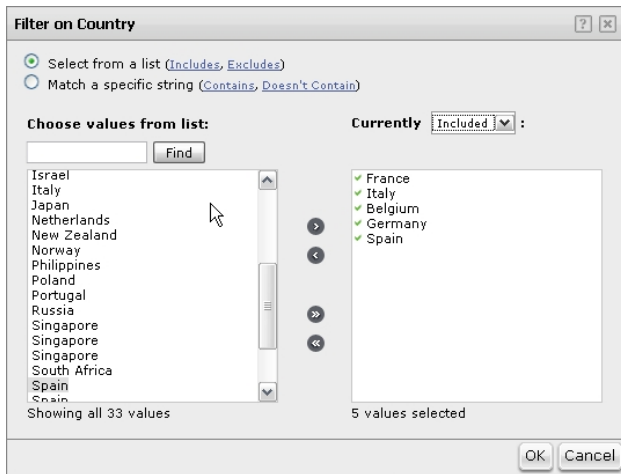 Filter on Country
Select from a list (Includes, Excludes)
Match a specific string (Contains, Doesn't Contain)
Choose values from list:
Find
Israel
Italy
Japan
Netherlands
New Zealand
Norway
Philippines
Poland
Portugal
Russia
Singapore
Singapore
Singapore
South Africa
Spain
Spain
Showing all 33 values
Currently Included :
France
Italy
Belgium
Germany
Spain
5 values selected
OK Cancel